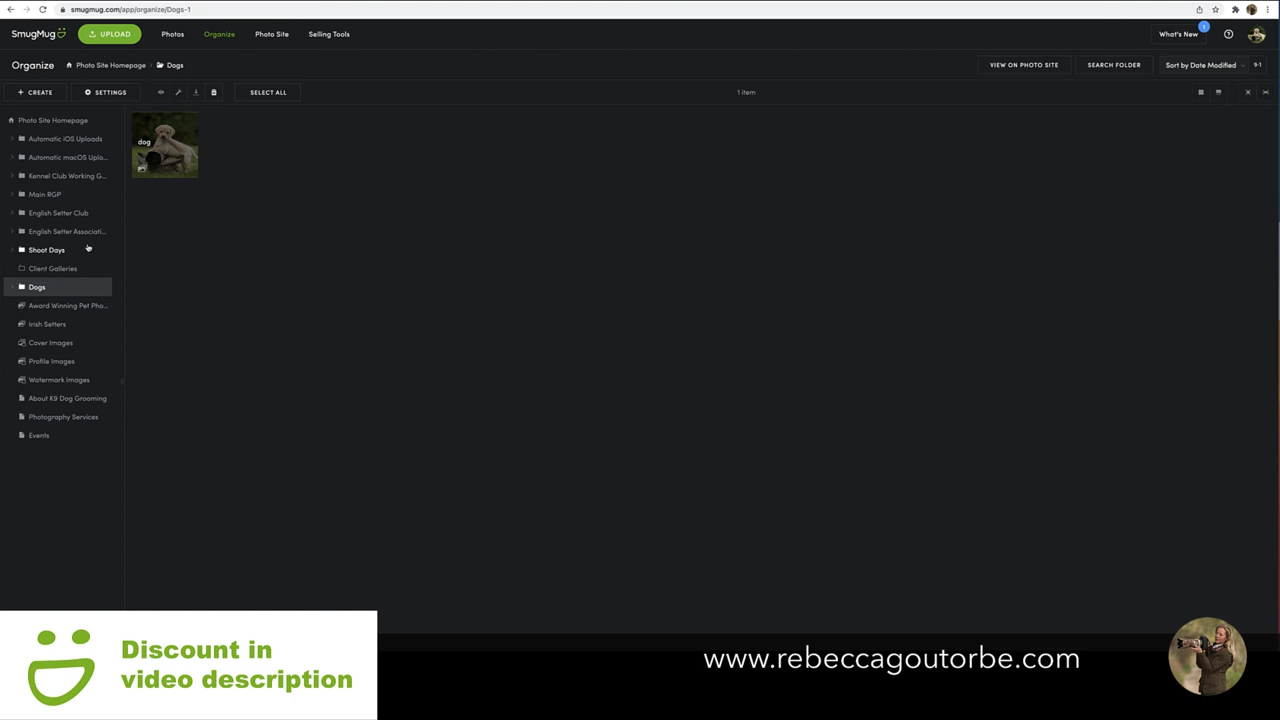 smugmug.com/app/organize/Dogs-1
SmugMug UPLOAD Photos Organize Photo Site Selling Tools What's New 1
Organize Photo Site Homepage Dogs VIEW ON PHOTO SITE SEARCH FOLDER Sort by Date Modified 9-1
+ CREATE SETTINGS SELECT ALL 1 item
Photo Site Homepage
Automatic iOS Uploads
Automatic macOS Uplo...
Kennel Club Working G...
Main RGP
English Setter Club
English Setter Associati...
Shoot Days
Client Galleries
Dogs
Award Winning Pet Pho...
Irish Setters
Cover Images
Profile Images
Watermark Images
About K9 Dog Grooming
Photography Services
Events
dog
Discount in
video description
www.rebeccagoutorbe.com